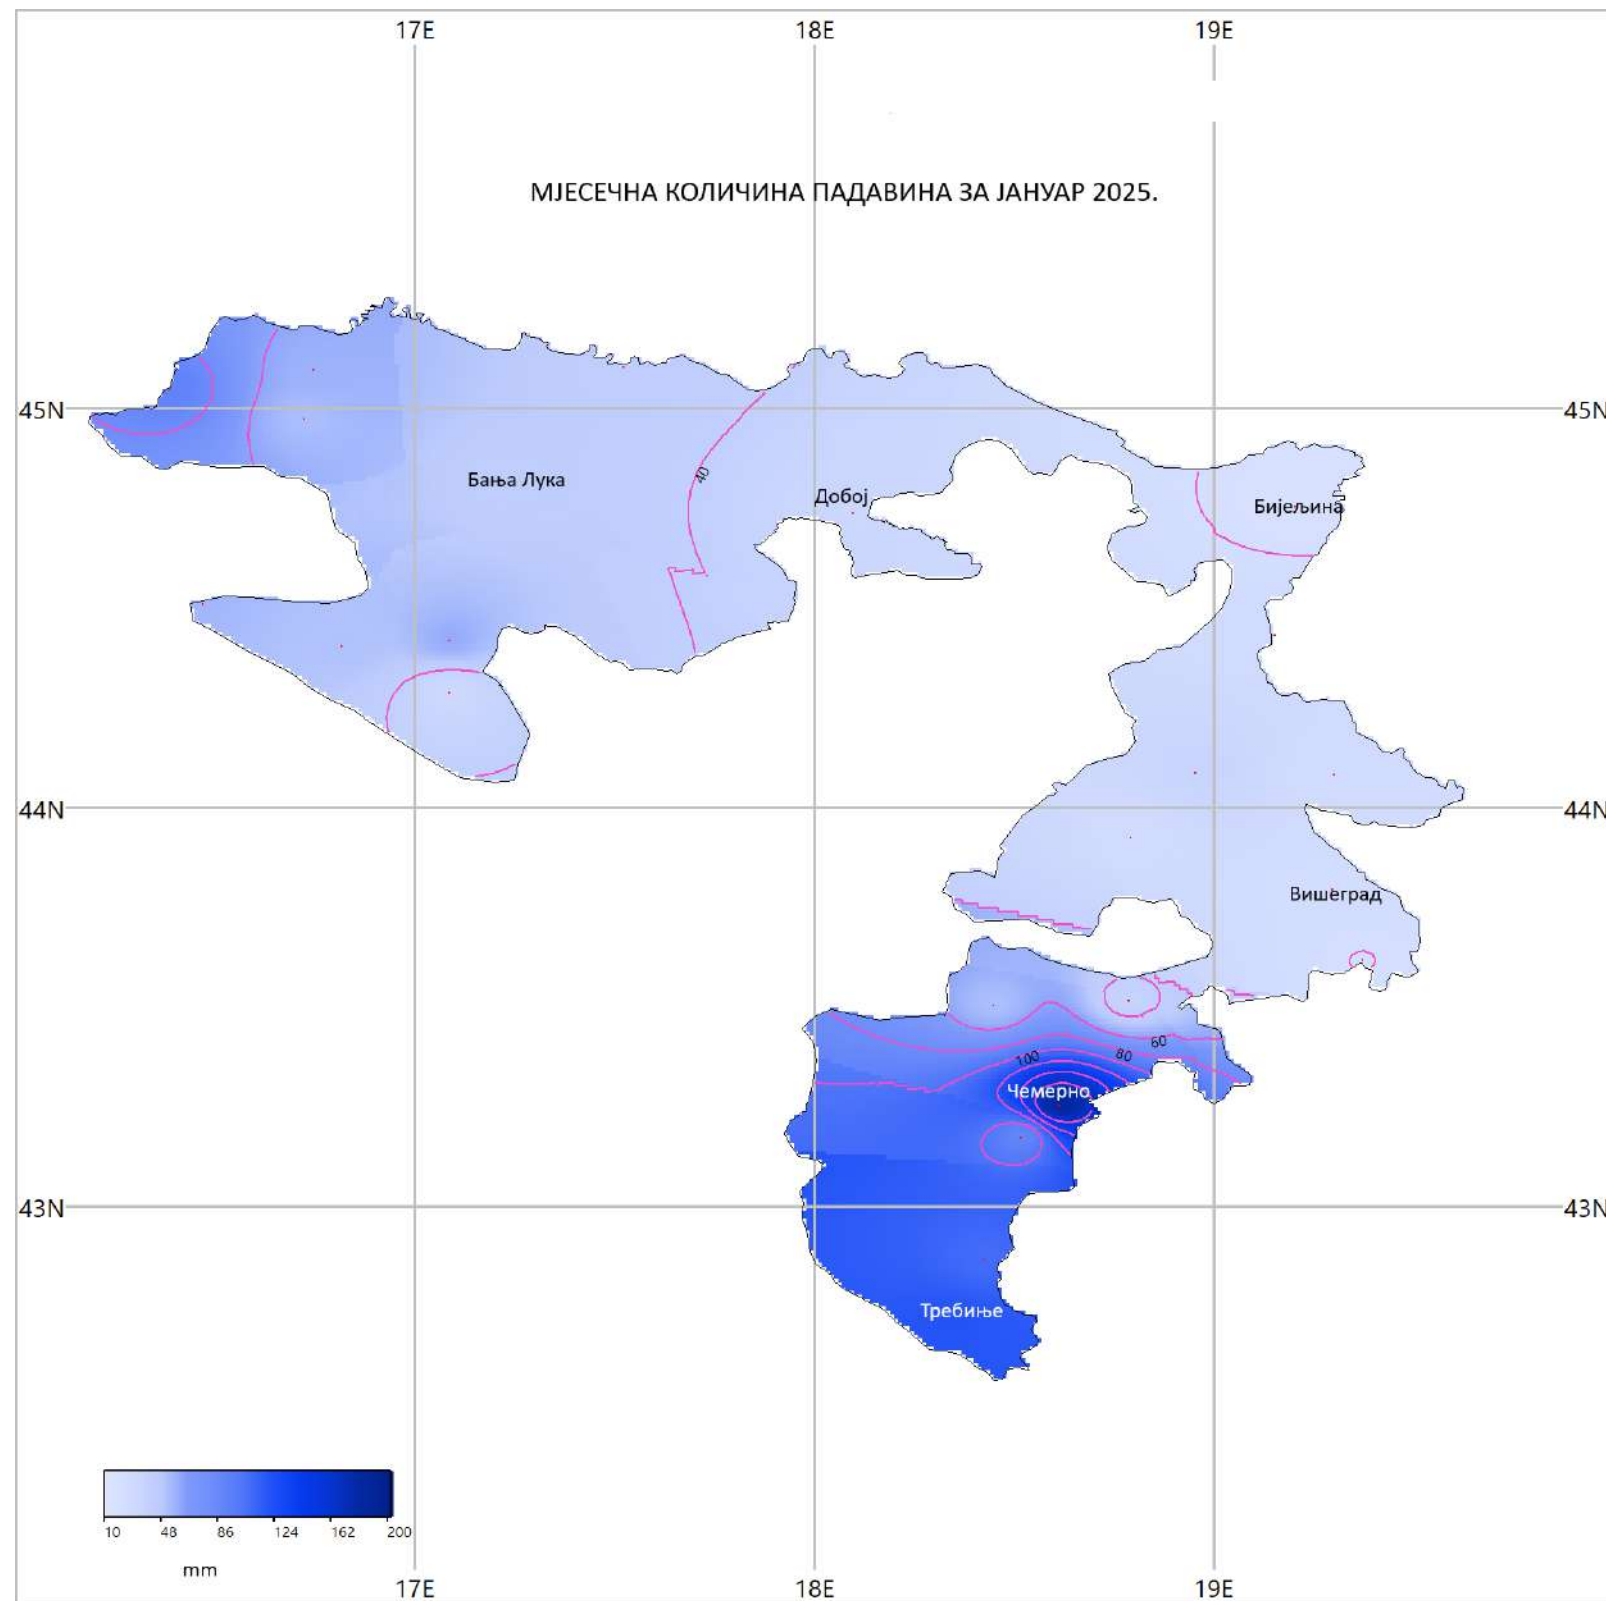 17E 18E 19E
МЈЕСЕЧНА КОЛИЧИНА ПАДАВИНА ЗА ЈАНУАР 2025.
45N 45N
Бања Лука
40
Добој
Бијељина
44N 44N
Вишеград
60
80
100
Чемерно
43N 43N
Требиње
10 48 86 124 162 200
mm
17E 18E 19E